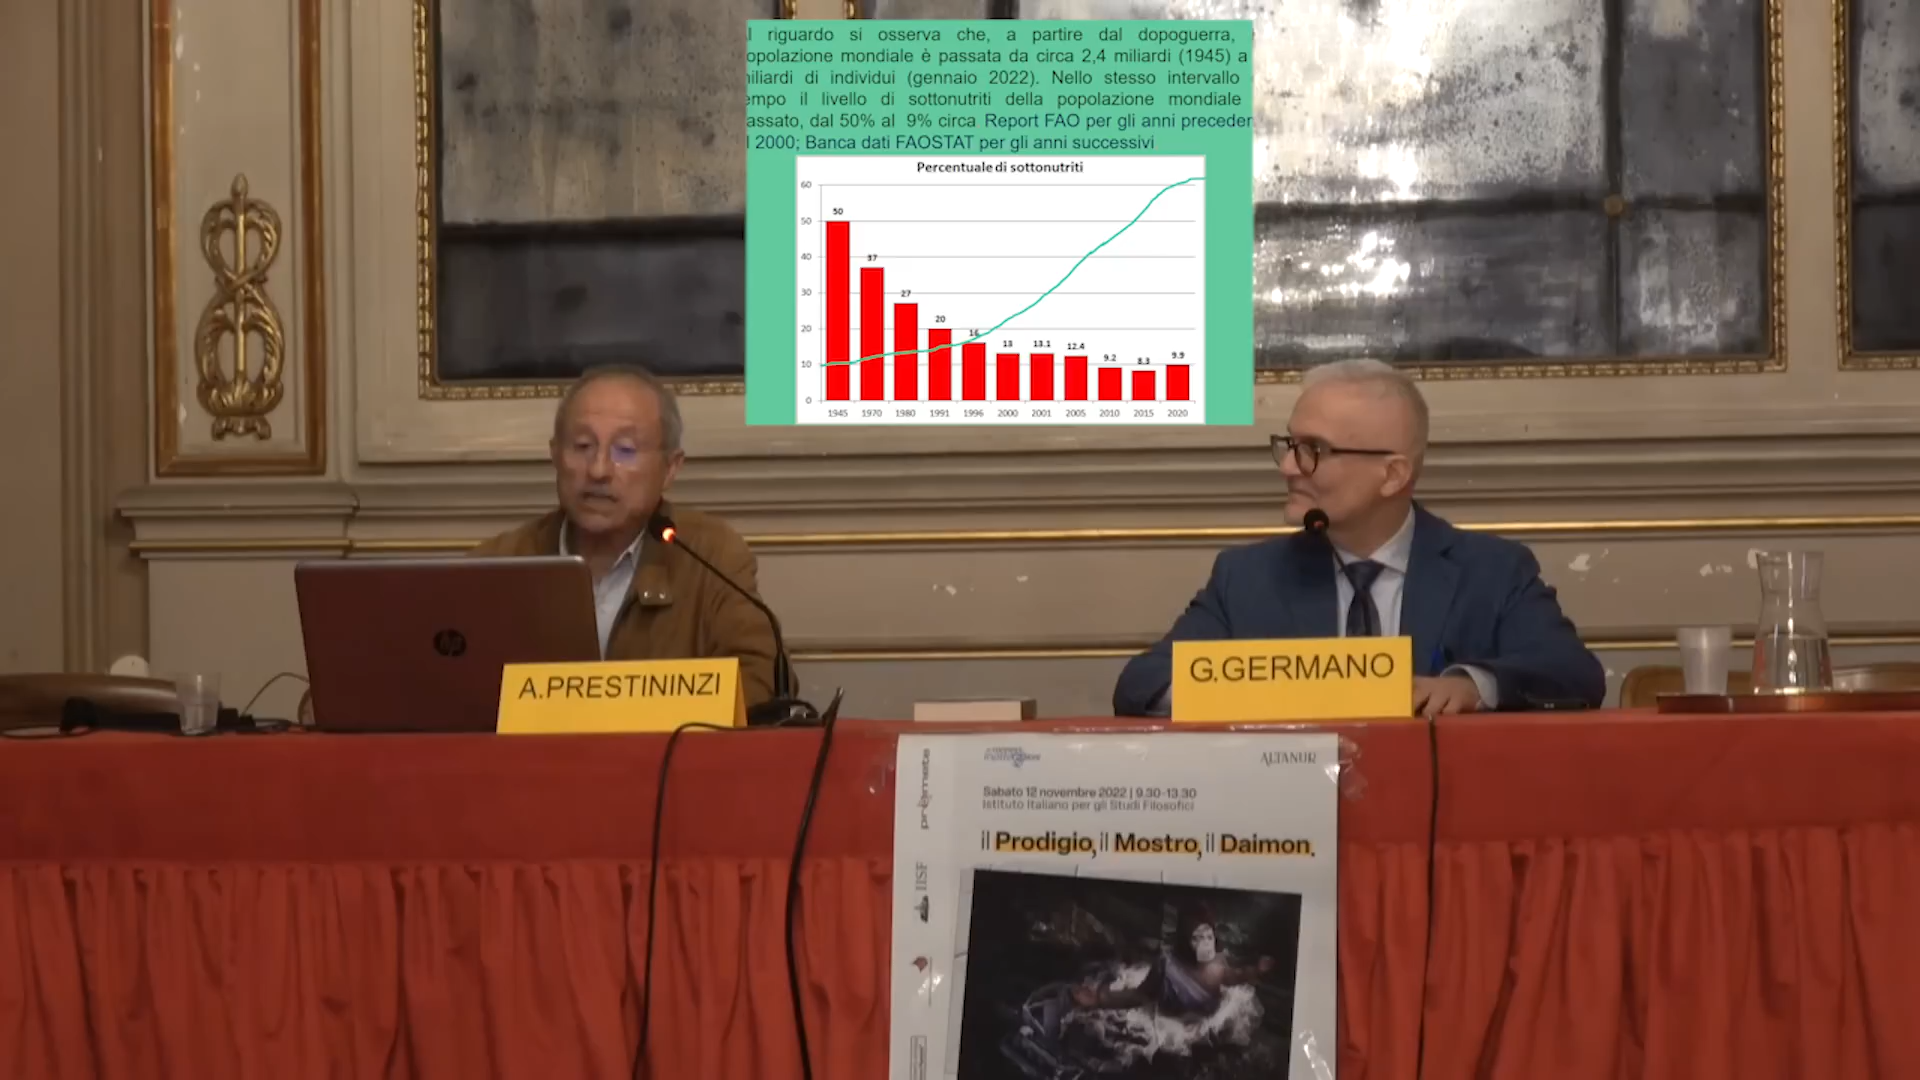 riguardo si osserva che, a partire dal dopoguerra,
opolazione mondiale è passata da circa 2,4 miliardi (1945) a
iliardi di individui (gennaio 2022). Nello stesso intervallo
empo il livello di sottonutriti della popolazione mondiale
assato, dal 50% al 9% circa Report FAO per gli anni preceden
l 2000; Banca dati FAOSTAT per gli anni successivi
Percentuale di sottonutriti
60
50
40
30
20
10
0
50
37
27
20
16
13
13.1
12.4
9.2
8.3
9.9
1945 1970 1980 1991 1996 2000 2001 2005 2010 2015 2020
hp
A.PRESTININZI
G.GERMANO
ALTANUR
Sabato 12 novembre 2022 | 9.30-13.30
Istituto Italiano per gli Studi Filosofici
il Prodigio, il Mostro, il Daimon.
IISF